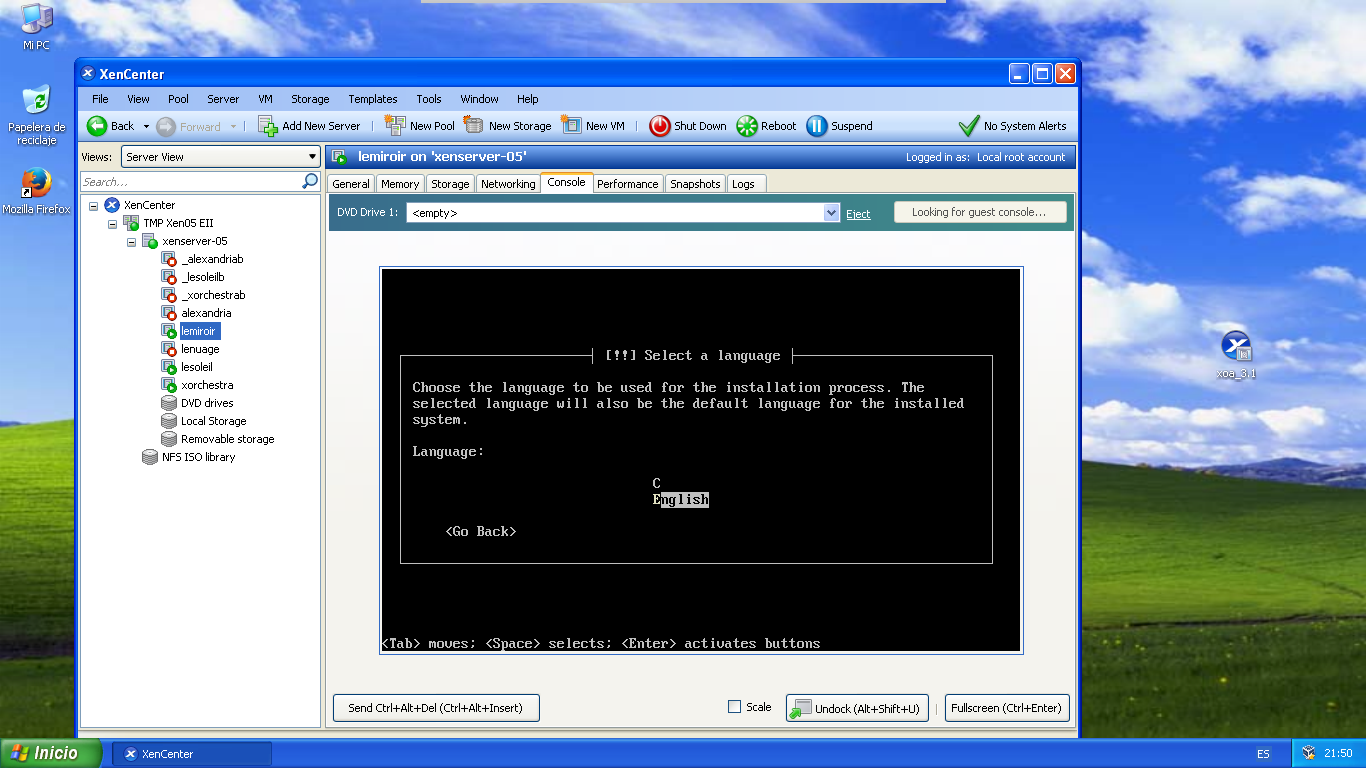 Mi PC
Papelera de
reciclaje
Mozilla Firefox
XenCenter
File View Pool Server VM Storage Templates Tools Window Help
Back Forward Add New Server New Pool New Storage New VM Shut Down Reboot Suspend No System Alerts
Views: Server View
Search...
XenCenter
TMP Xen05 EII
xenserver-05
_alexandriab
_lesoleilb
_xorchestrab
alexandria
lemiroir
lenuage
lesoleil
xorchestra
DVD drives
Local Storage
Removable storage
NFS ISO library
lemiroir on 'xenserver-05' Logged in as: Local root account
General Memory Storage Networking Console Performance Snapshots Logs
DVD Drive 1: <empty> Eject Looking for guest console...
[!!] Select a language
Choose the language to be used for the installation process. The
selected language will also be the default language for the installed
system.
Language:
C
English
<Go Back>
<Tab> moves; <Space> selects; <Enter> activates buttons
Send Ctrl+Alt+Del (Ctrl+Alt+Insert) Scale Undock (Alt+Shift+U) Fullscreen (Ctrl+Enter)
xoa_3.1
Inicio XenCenter ES 21:50